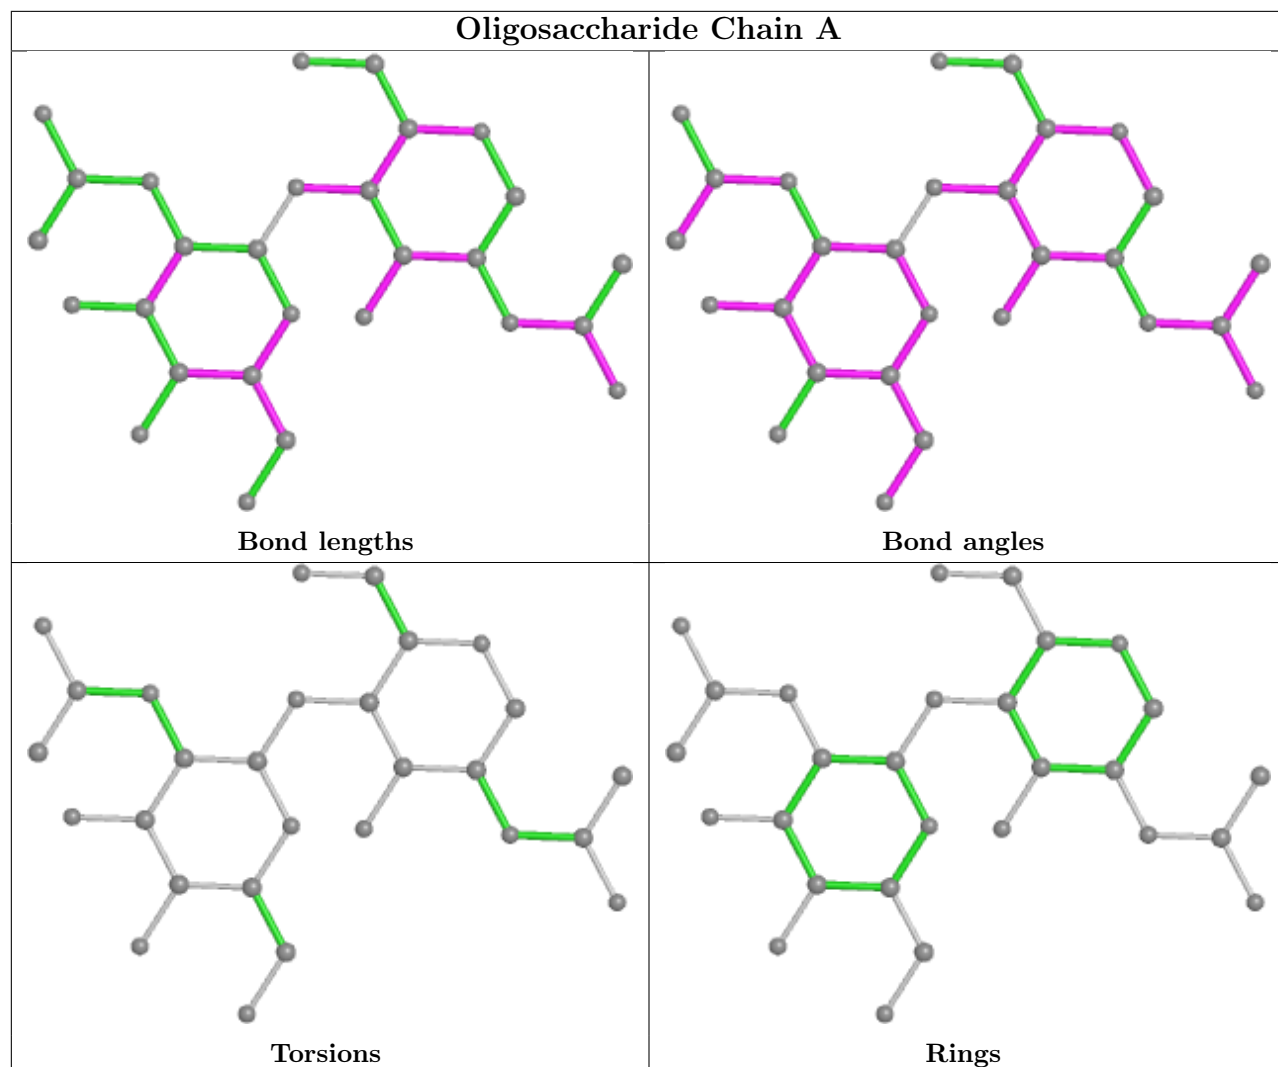 Oligosaccharide Chain A
Bond lengths
Bond angles
Torsions
Rings